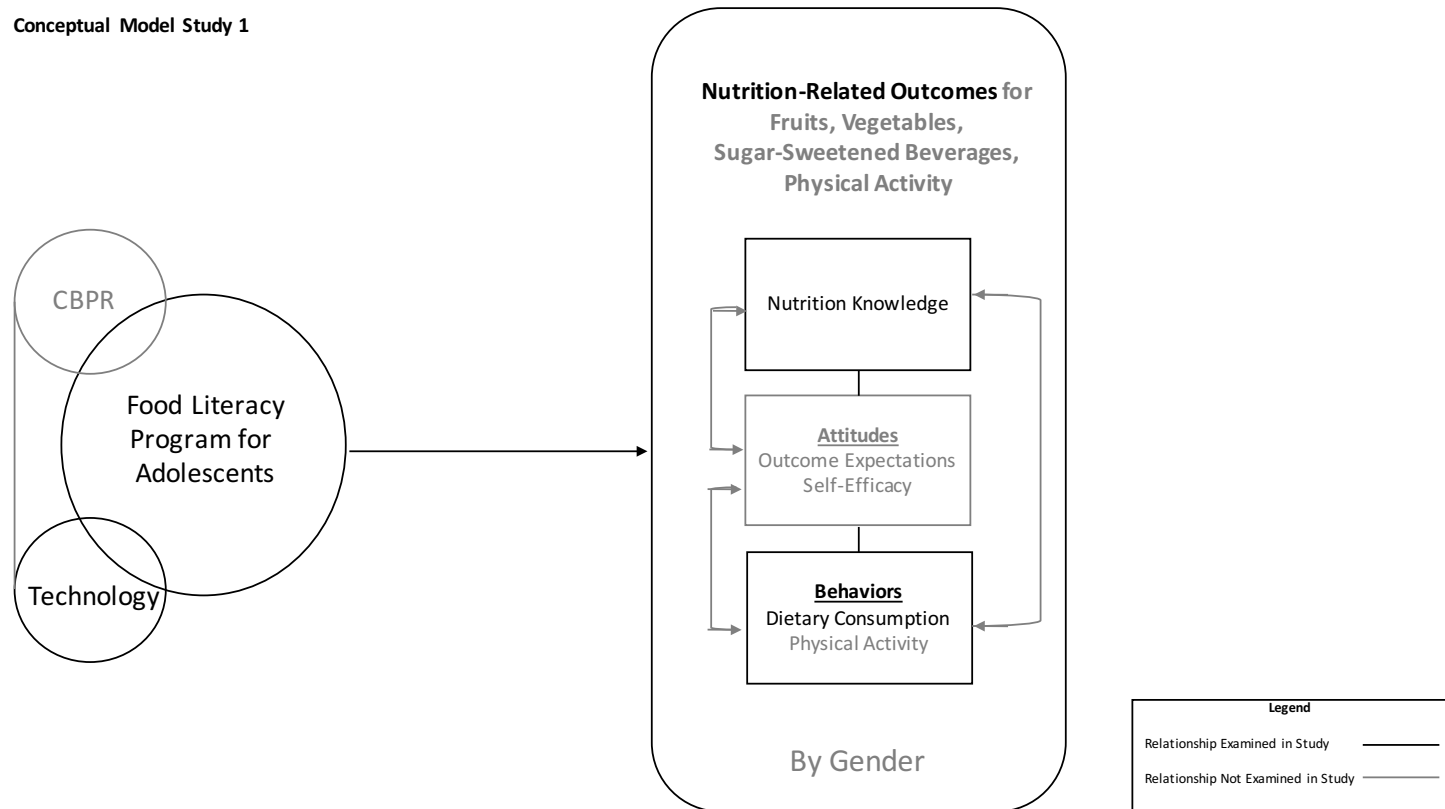 Conceptual Model Study 1
Nutrition-Related Outcomes for
Fruits, Vegetables,
Sugar-Sweetened Beverages,
Physical Activity
CBPR
Food Literacy
Program for
Adolescents
Technology
Nutrition Knowledge
Attitudes
Outcome Expectations
Self-Efficacy
Behaviors
Dietary Consumption
Physical Activity
By Gender
Legend
Relationship Examined in Study
Relationship Not Examined in Study